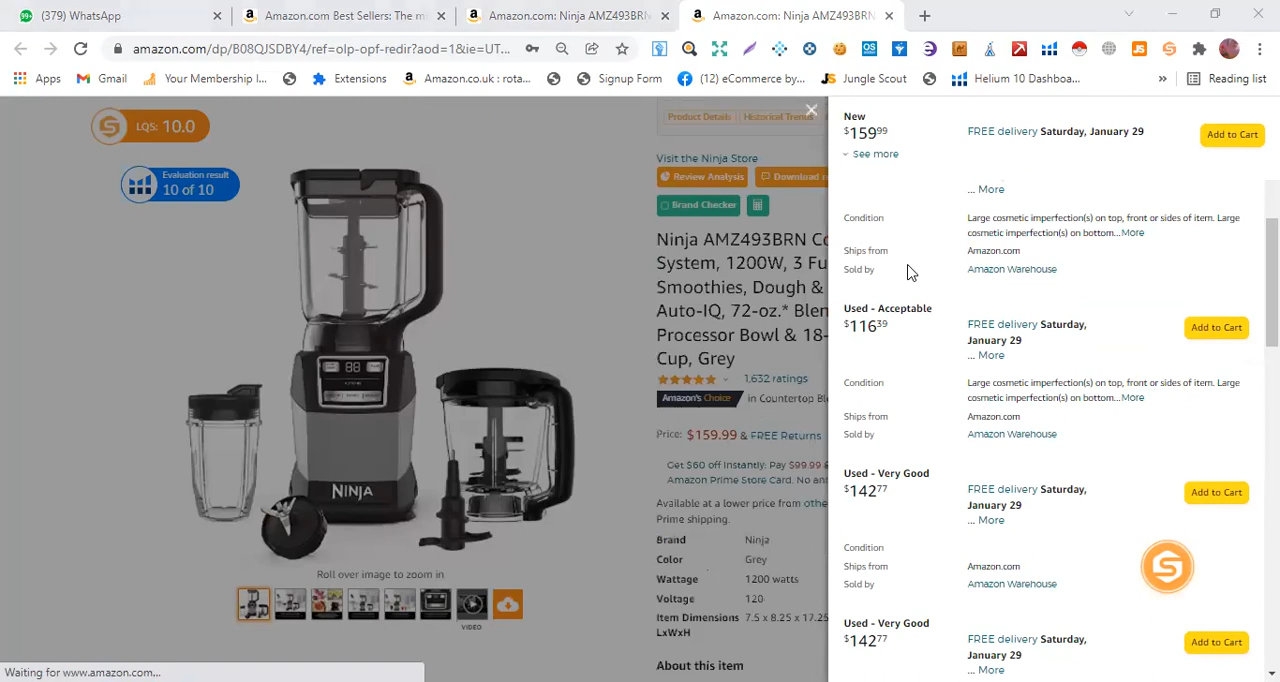 (379) WhatsApp
Amazon.com Best Sellers: The m
Amazon.com: Ninja AMZ493BRN
Amazon.com: Ninja AMZ493BRN
amazon.com/dp/B08QJSDBY4/ref=olp-opf-redir?aod=1&ie=UT...
Apps
Gmail
Your Membership I...
Extensions
Amazon.co.uk : rota...
Signup Form
(12) eCommerce by...
Jungle Scout
Helium 10 Dashboa...
»
Reading list
LQS: 10.0
Evaluation result
10 of 10
NINJA
Roll over image to zoom in
VIDEO
Product Details
Historical Trends
Visit the Ninja Store
Review Analysis
Download
Brand Checker
Ninja AMZ493BRN Co
System, 1200W, 3 Fu
Smoothies, Dough &
Auto-IQ, 72-oz.* Blen
Processor Bowl & 18-
Cup, Grey
1,632 ratings
Amazon's Choice
in Countertop Ble
Price: $159.99 & FREE Returns
Get $60 off instantly: Pay $99.99
Amazon Prime Store Card. No ann
Available at a lower price from othe
Prime shipping.
Brand Ninja
Color Grey
Wattage 1200 watts
Voltage 120
Item Dimensions 7.5 x 8.25 x 17.25
LxWxH
About this item
New
$159.99
FREE delivery Saturday, January 29
Add to Cart
See more
... More
Condition
Large cosmetic imperfection(s) on top, front or sides of item. Large
cosmetic imperfection(s) on bottom...More
Ships from Amazon.com
Sold by Amazon Warehouse
Used - Acceptable
$116.39
FREE delivery Saturday,
January 29
... More
Add to Cart
Condition
Large cosmetic imperfection(s) on top, front or sides of item. Large
cosmetic imperfection(s) on bottom...More
Ships from Amazon.com
Sold by Amazon Warehouse
Used - Very Good
$142.77
FREE delivery Saturday,
January 29
... More
Add to Cart
Condition
Ships from Amazon.com
Sold by Amazon Warehouse
Used - Very Good
$142.77
FREE delivery Saturday,
January 29
... More
Add to Cart
Waiting for www.amazon.com...